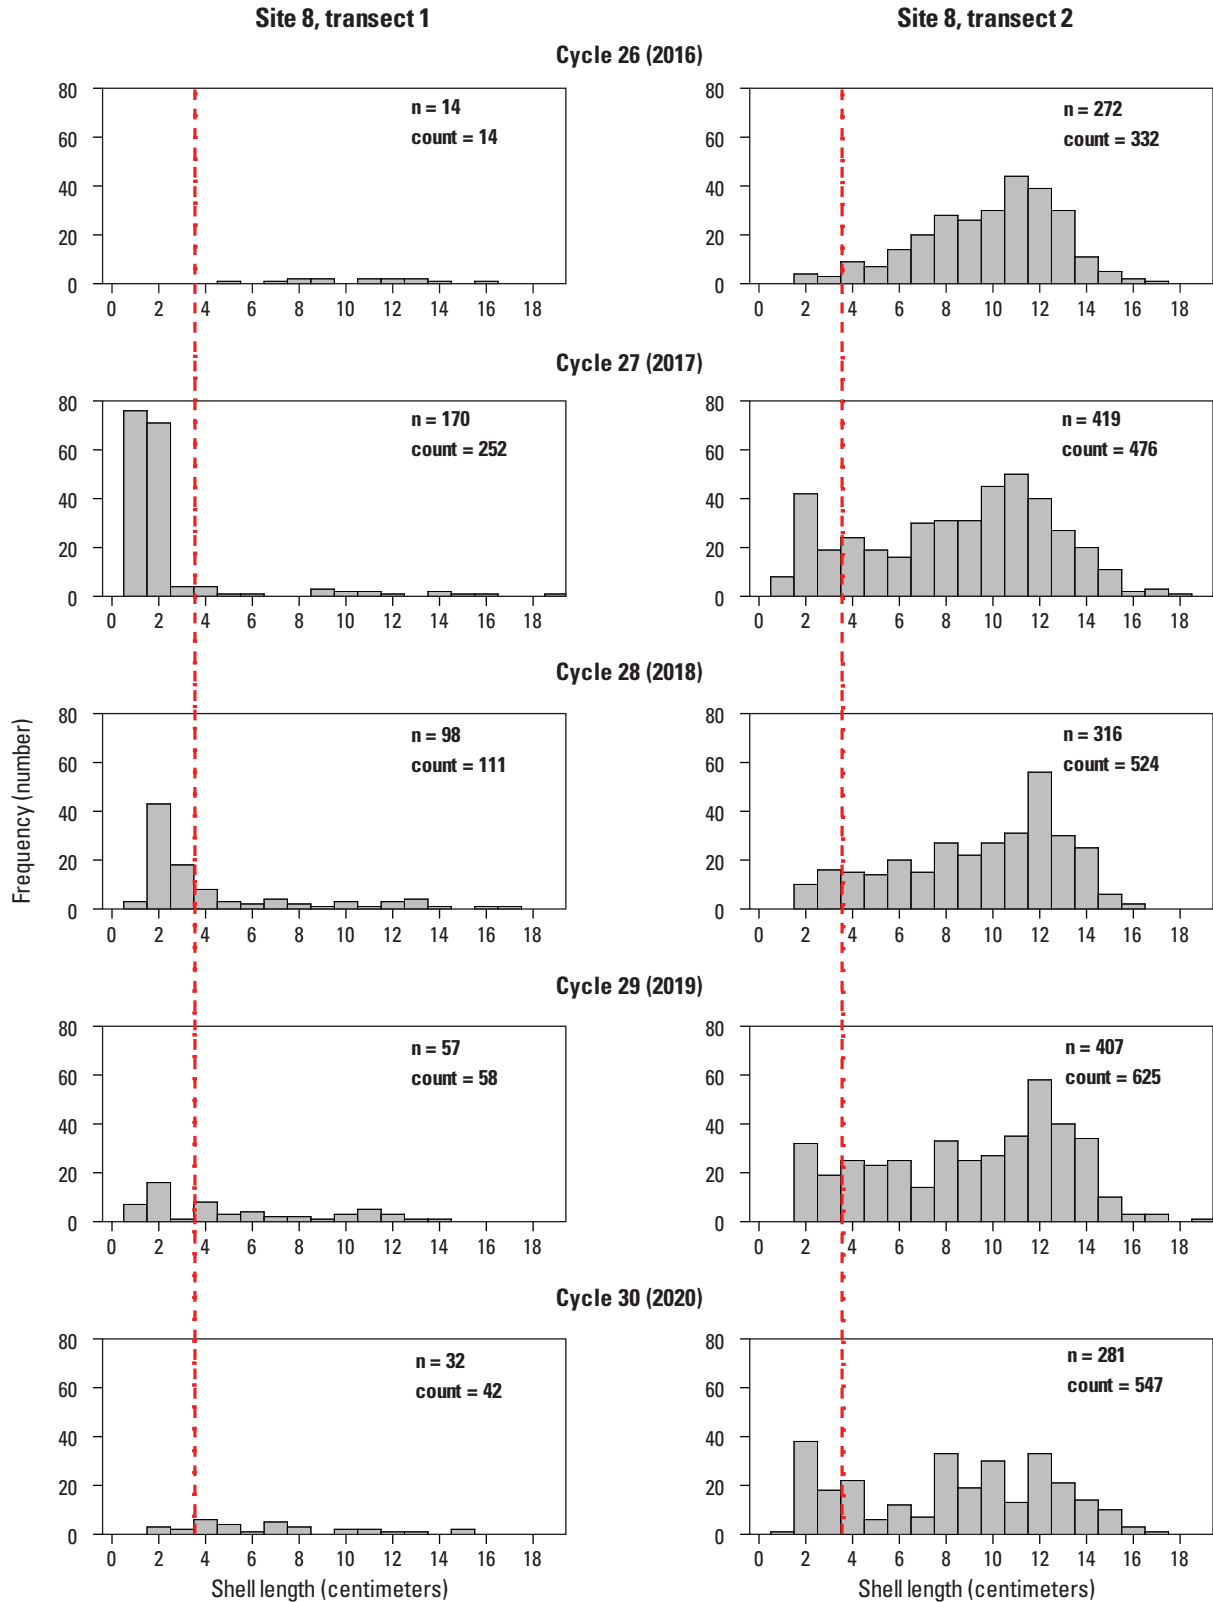 Site 8, transect 1
Site 8, transect 2
Cycle 26 (2016)
80
60
40
20
0
n = 14
count = 14
0 2 4 6 8 10 12 14 16 18
80
60
40
20
0
n = 272
count = 332
0 2 4 6 8 10 12 14 16 18
Cycle 27 (2017)
80
60
40
20
0
n = 170
count = 252
0 2 4 6 8 10 12 14 16 18
80
60
40
20
0
n = 419
count = 476
0 2 4 6 8 10 12 14 16 18
Cycle 28 (2018)
Frequency (number)
80
60
40
20
0
n = 98
count = 111
0 2 4 6 8 10 12 14 16 18
80
60
40
20
0
n = 316
count = 524
0 2 4 6 8 10 12 14 16 18
Cycle 29 (2019)
80
60
40
20
0
n = 57
count = 58
0 2 4 6 8 10 12 14 16 18
80
60
40
20
0
n = 407
count = 625
0 2 4 6 8 10 12 14 16 18
Cycle 30 (2020)
80
60
40
20
0
n = 32
count = 42
0 2 4 6 8 10 12 14 16 18
Shell length (centimeters)
80
60
40
20
0
n = 281
count = 547
0 2 4 6 8 10 12 14 16 18
Shell length (centimeters)